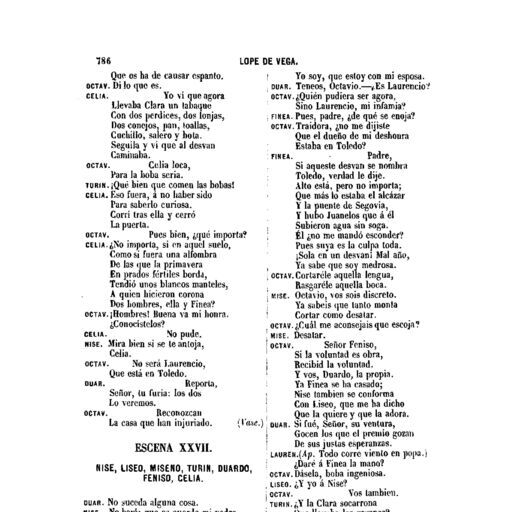 786
LOPE DE VEGA.
Que os ha de causar espanto.
OCTAV. Di lo que es.
CELIA. Yo vi que agora
Llevaba Clara un tabaque
Con dos perdices, dos lonjas,
Dos conejos, pan, toallas,
Cuchillo, salero y bota.
Seguíla y vi que al desvan
Caminaba.
OCTAV. Celia loca,
Para la boba seria.
TURIN. ¡Qué bien que comen las bobas!
CELIA. Eso fuera, á no haber sido
Para saberlo curiosa.
Corrí tras ella y cerró
La puerta.
OCTAV. Pues bien, ¿qué importa?
CELIA. ¿No importa, si en aquel suelo,
Como si fuera una alfombra
De las que la primavera
En prados fértiles borda,
Tendió unos blancos manteles,
A quien hicieron corona
Dos hombres, ella y Finea?
OCTAV. ¡Hombres! Buena va mi honra.
¿Conocístelos?
CELIA. No pude.
NISE. Mira bien si se te antoja,
Celia.
OCTAV. No será Laurencio,
Que está en Toledo.
DUAR. Reporta,
Señor, tu furia: los dos
Lo veremos.
OCTAV. Reconozcan
La casa que han injuriado. (Vase.)
ESCENA XXVII.
NISE, LISEO, MISENO, TURIN, DUARDO,
FENISO, CELIA.
DUAR. No suceda alguna cosa.
Yo soy, que estoy con mi esposa.
DUAR. Teneos, Octavio.—¿Es Laurencio?
OCTAV. ¿Quién pudiera ser agora,
Sino Laurencio, mi infamia?
FINEA. Pues, padre, ¿de qué se enoja?
OCTAV. Traidora, ¿no me dijiste
Que el dueño de mi deshonra
Estaba en Toledo?
FINEA. Padre,
Si aqueste desvan se nombra
Toledo, verdad le dije.
Alto está, pero no importa;
Que más lo estaba el alcázar
Y la puente de Segovia,
Y hubo Juanelos que á él
Subieron agua sin soga.
¿El no me mandó esconder?
Pues suya es la culpa toda.
¡Sola en un desvan! Mal año,
Ya sabe que soy medrosa.
OCTAV. Cortaréle aquella lengua,
Rasgaréle aquella boca.
MISE. Octavio, vos sois discreto.
Ya sabeis que tanto monta
Cortar como desatar.
OCTAV. ¿Cuál me aconsejais que escoja?
MISE. Desatar.
OCTAV. Señor Feniso,
Si la voluntad es obra,
Recibid la voluntad.
Y vos, Duardo, la propia.
Ya Finea se ha casado;
Nise tambien se conforma
Con Liseo, que me ha dicho
Que la quiere y que la adora.
DUAR. Si fué, Señor, su ventura,
Gocen los que el premio gozan
De sus justas esperanzas.
LAUREN. (Ap. Todo corre viento en popa.)
¿Daré á Finea la mano?
OCTAV. Dásela, boba ingeniosa.
LISEO. ¿Y yo á Nise?
OCTAV. Vos tambien.
TURIN. ¿Y la Clara socarrona